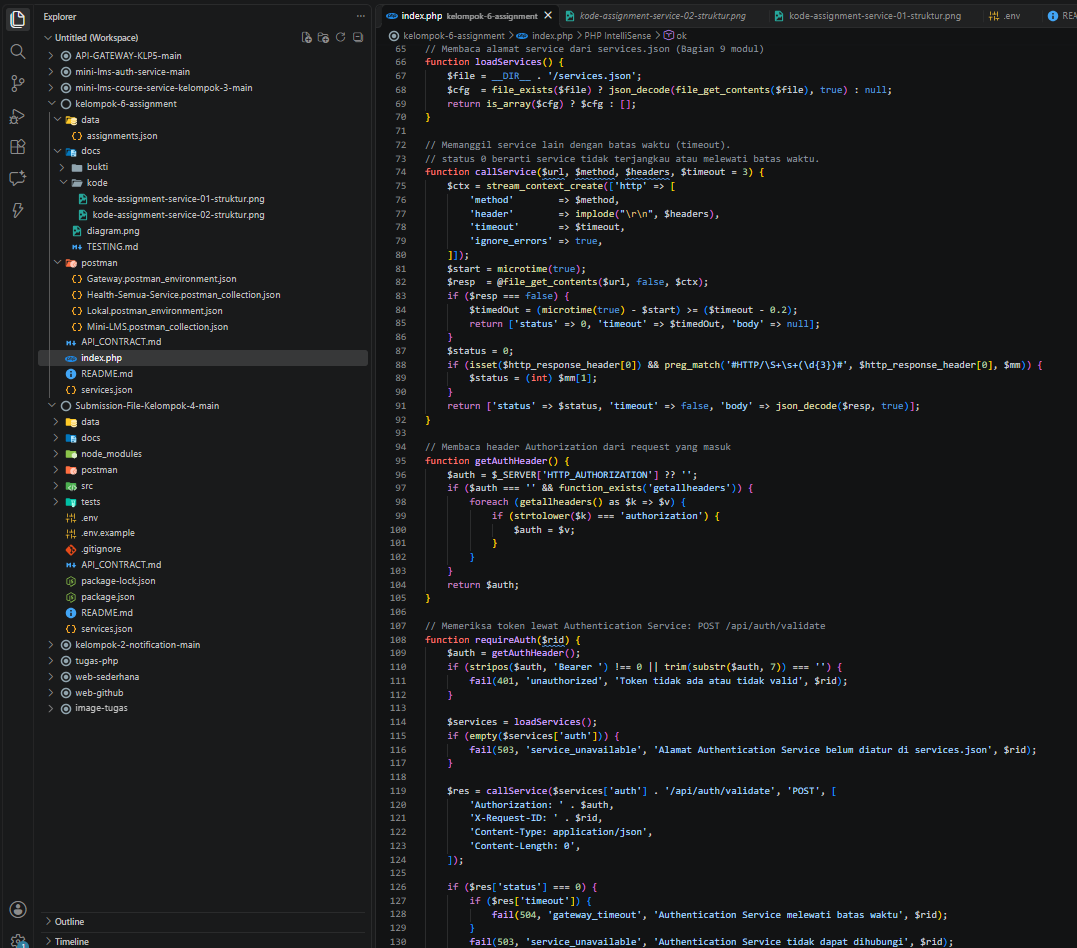 Explorer
Untitled (Workspace)
API-GATEWAY-KLP5-main
mini-lms-auth-service-main
mini-lms-course-service-kelompok-3-main
kelompok-6-assignment
data
assignments.json
docs
bukti
kode
kode-assignment-service-01-struktur.png
kode-assignment-service-02-struktur.png
diagram.png
TESTING.md
postman
Gateway.postman_environment.json
Health-Semua-Service.postman_collection.json
Lokal.postman_environment.json
Mini-LMS.postman_collection.json
API_CONTRACT.md
index.php
README.md
services.json
Submission-File-Kelompok-4-main
data
docs
node_modules
postman
src
tests
.env
.env.example
.gitignore
API_CONTRACT.md
package-lock.json
package.json
README.md
services.json
kelompok-2-notification-main
tugas-php
web-sederhana
web-github
image-tugas
Outline
Timeline
index.php kelompok-6-assignment
kode-assignment-service-02-struktur.png
kode-assignment-service-01-struktur.png
.env
REA
kelompok-6-assignment > index.php > PHP IntelliSense > ok
65 // Membaca alamat service dari services.json (Bagian 9 modul)
66 function loadServices() {
67 $file = __DIR__ . '/services.json';
68 $cfg = file_exists($file) ? json_decode(file_get_contents($file), true) : null;
69 return is_array($cfg) ? $cfg : [];
70 }
71
72 // Memanggil service lain dengan batas waktu (timeout).
73 // status 0 berarti service tidak terjangkau atau melewati batas waktu.
74 function callService($url, $method, $headers, $timeout = 3) {
75 $ctx = stream_context_create(['http' => [
76 'method' => $method,
77 'header' => implode("\r\n", $headers),
78 'timeout' => $timeout,
79 'ignore_errors' => true,
80 ]]);
81 $start = microtime(true);
82 $resp = @file_get_contents($url, false, $ctx);
83 if ($resp === false) {
84 $timedOut = (microtime(true) - $start) >= ($timeout - 0.2);
85 return ['status' => 0, 'timeout' => $timedOut, 'body' => null];
86 }
87 $status = 0;
88 if (isset($http_response_header[0]) && preg_match('#HTTP/\S+\s+(\d{3})#', $http_response_header[0], $mm)) {
89 $status = (int) $mm[1];
90 }
91 return ['status' => $status, 'timeout' => false, 'body' => json_decode($resp, true)];
92 }
93
94 // Membaca header Authorization dari request yang masuk
95 function getAuthHeader() {
96 $auth = $_SERVER['HTTP_AUTHORIZATION'] ?? '';
97 if ($auth === '' && function_exists('getallheaders')) {
98 foreach (getallheaders() as $k => $v) {
99 if (strtolower($k) === 'authorization') {
100 $auth = $v;
101 }
102 }
103 }
104 return $auth;
105 }
106
107 // Memeriksa token lewat Authentication Service: POST /api/auth/validate
108 function requireAuth($rid) {
109 $auth = getAuthHeader();
110 if (stripos($auth, 'Bearer ') !== 0 || trim(substr($auth, 7)) === '') {
111 fail(401, 'unauthorized', 'Token tidak ada atau tidak valid', $rid);
112 }
113
114 $services = loadServices();
115 if (empty($services['auth'])) {
116 fail(503, 'service_unavailable', 'Alamat Authentication Service belum diatur di services.json', $rid);
117 }
118
119 $res = callService($services['auth'] . '/api/auth/validate', 'POST', [
120 'Authorization: ' . $auth,
121 'X-Request-ID: ' . $rid,
122 'Content-Type: application/json',
123 'Content-Length: 0',
124 ]);
125
126 if ($res['status'] === 0) {
127 if ($res['timeout']) {
128 fail(504, 'gateway_timeout', 'Authentication Service melewati batas waktu', $rid);
129 }
130 fail(503, 'service_unavailable', 'Authentication Service tidak dapat dihubungi', $rid);